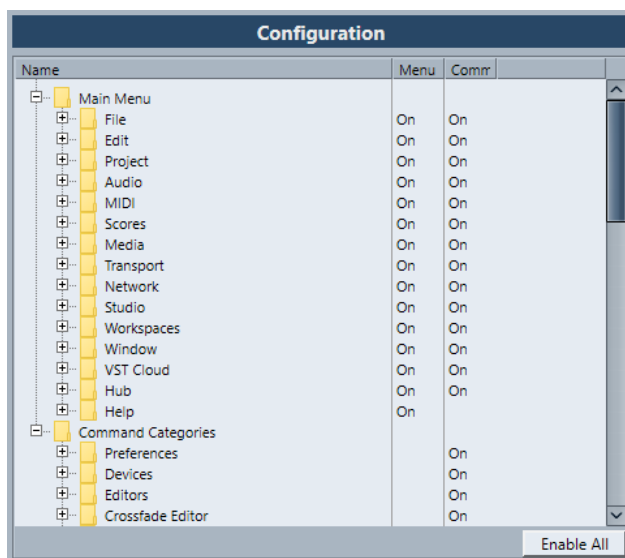 Configuration
Name Menu Comm
Main Menu
File On On
Edit On On
Project On On
Audio On On
MIDI On On
Scores On On
Media On On
Transport On On
Network On On
Studio On On
Workspaces On On
Window On On
VST Cloud On On
Hub On On
Help On
Command Categories
Preferences On
Devices On
Editors On
Crossfade Editor On
Enable All